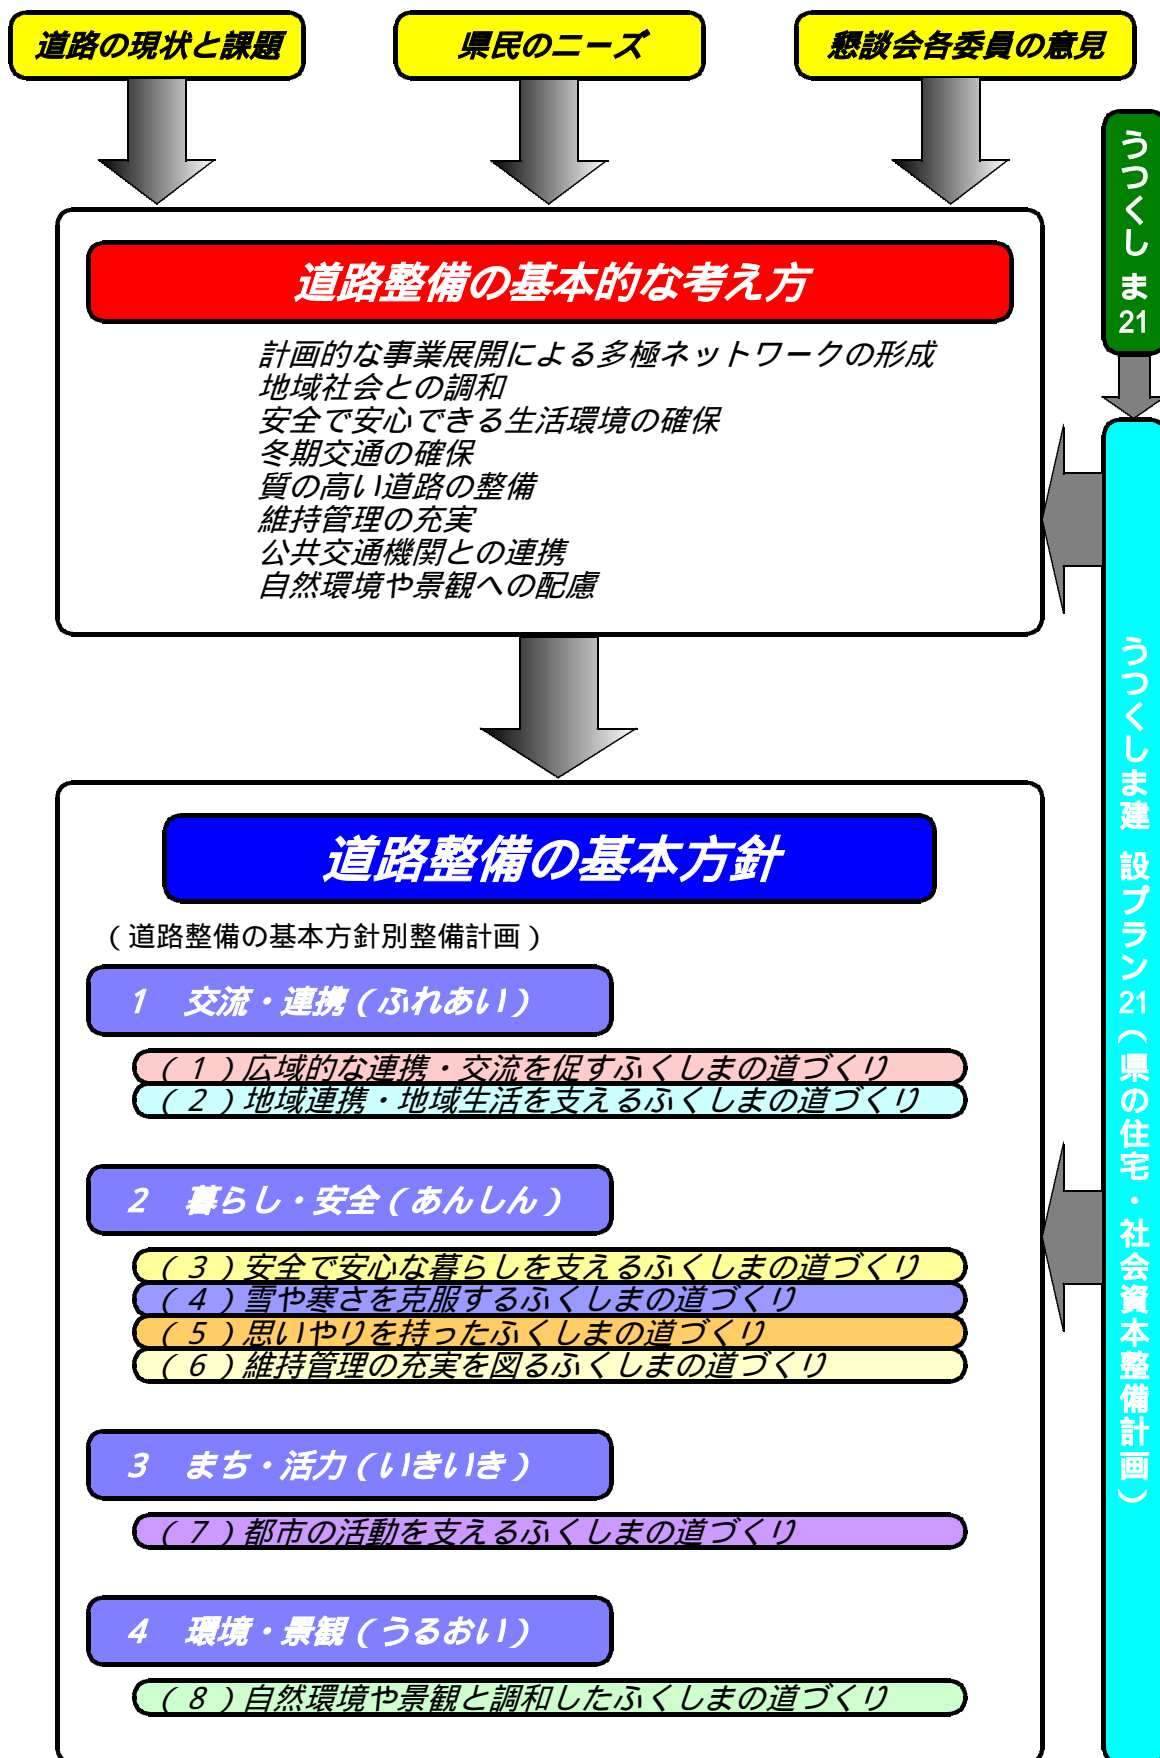 道路の現状と課題
県民のニーズ
懇談会各委員の意見
うつくしま21
道路整備の基本的な考え方
計画的な事業展開による多極ネットワークの形成
地域社会との調和
安全で安心できる生活環境の確保
冬期交通の確保
質の高い道路の整備
維持管理の充実
公共交通機関との連携
自然環境や景観への配慮
うつくしま建設プラン21（県の住宅・社会資本整備計画）
道路整備の基本方針
（道路整備の基本方針別整備計画）
1　交流・連携（ふれあい）
（1）広域的な連携・交流を促すふくしまの道づくり
（2）地域連携・地域生活を支えるふくしまの道づくり
2　暮らし・安全（あんしん）
（3）安全で安心な暮らしを支えるふくしまの道づくり
（4）雪や寒さを克服するふくしまの道づくり
（5）思いやりを持ったふくしまの道づくり
（6）維持管理の充実を図るふくしまの道づくり
3　まち・活力（いきいき）
（7）都市の活動を支えるふくしまの道づくり
4　環境・景観（うるおい）
（8）自然環境や景観と調和したふくしまの道づくり